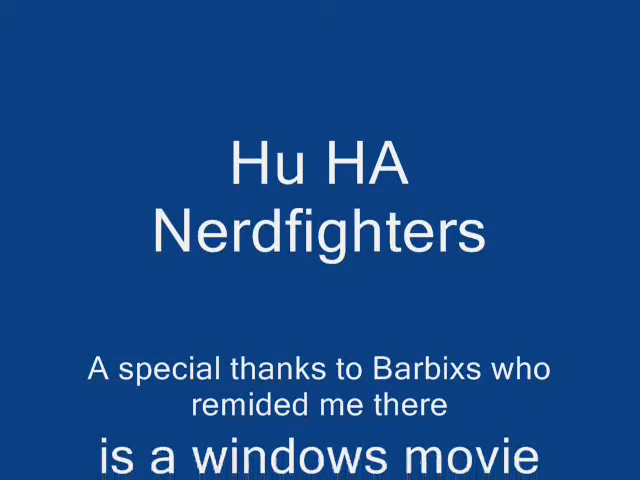 Hu HA
Nerdfighters
A special thanks to Barbixs who
remided me there
is a windows movie